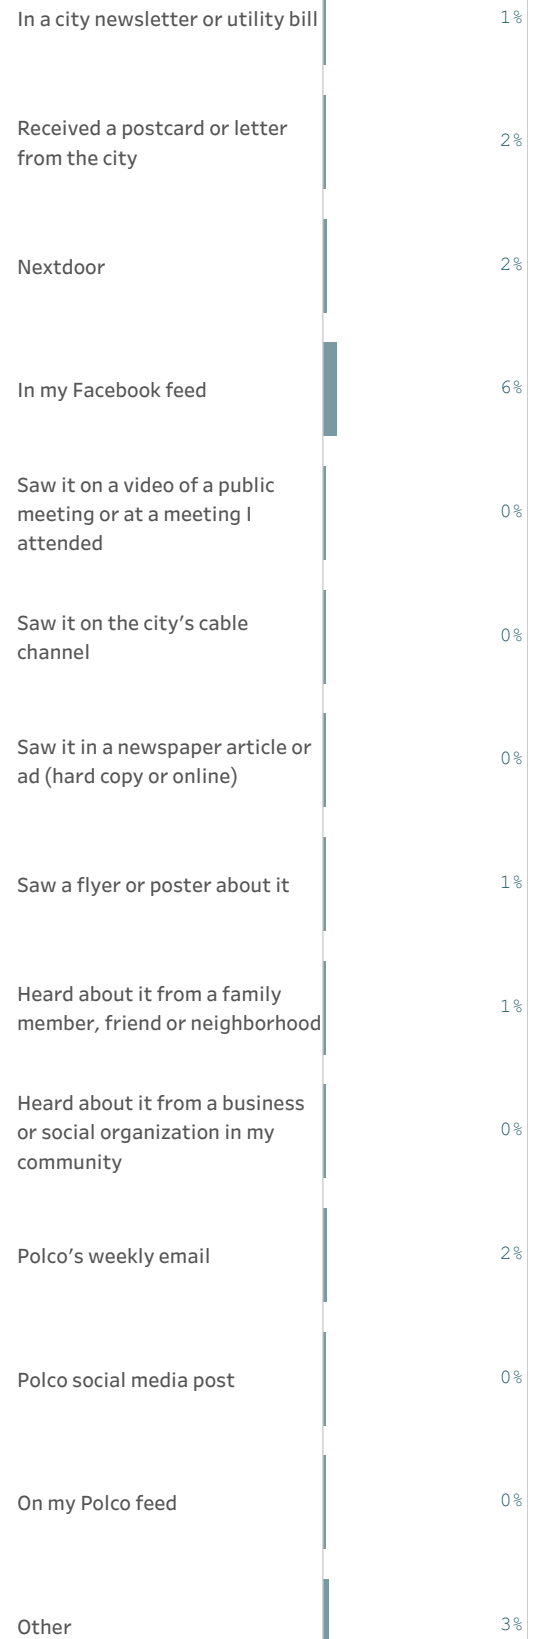 In a city newsletter or utility bill 1%
Received a postcard or letter
from the city
2%
Nextdoor 2%
In my Facebook feed 6%
Saw it on a video of a public
meeting or at a meeting I
attended
0%
Saw it on the city’s cable
channel
0%
Saw it in a newspaper article or
ad (hard copy or online)
0%
Saw a flyer or poster about it 1%
Heard about it from a family
member, friend or neighborhood
1%
Heard about it from a business
or social organization in my
community
0%
Polco’s weekly email 2%
Polco social media post 0%
On my Polco feed 0%
Other 3%